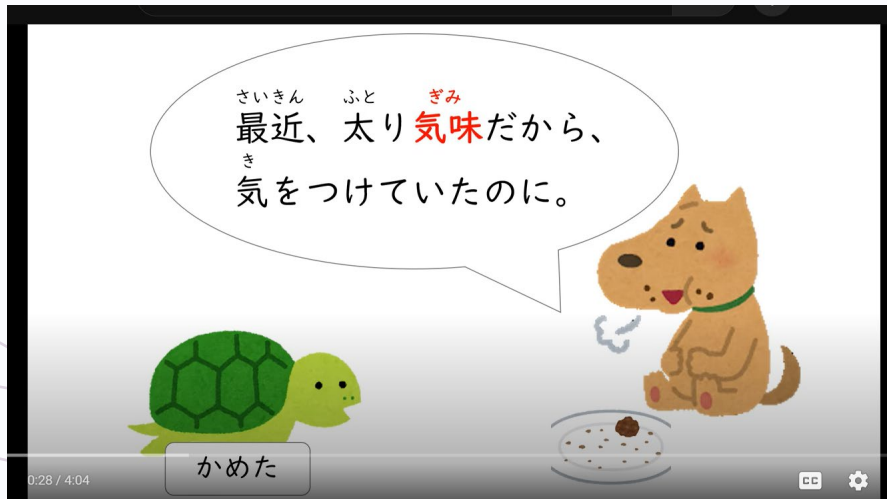 さいきん ふと ぎみ
最近、太り気味だから、
き
気をつけていたのに。
かめた
0:28 / 4:04
CC